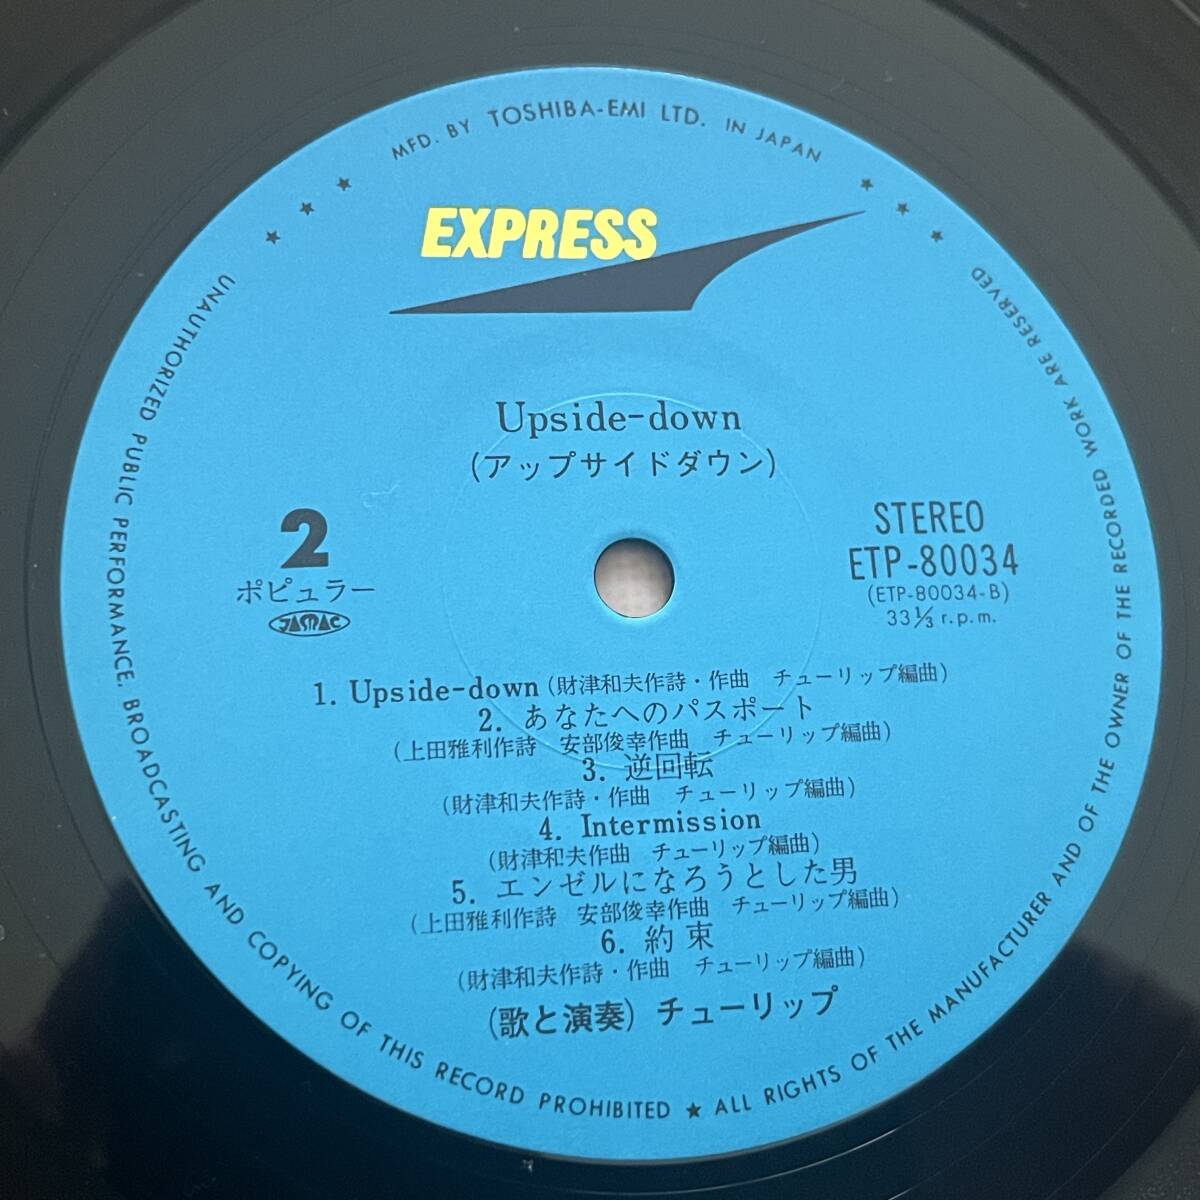 MFD. BY TOSHIBA-EMI LTD. IN JAPAN
EXPRESS
Upside-down
(アップサイドダウン)
2
ポピュラー
JASRAC
STEREO
ETP-80034
(ETP-80034-B)
33⅓ r.p.m.
1. Upside-down (財津和夫作詩・作曲 チューリップ編曲)
2. あなたへのパスポート
(上田雅利作詩 安部俊幸作曲 チューリップ編曲)
3. 逆回転
(財津和夫作詩・作曲 チューリップ編曲)
4. Intermission
(財津和夫作曲 チューリップ編曲)
5. エンゼルになろうとした男
(上田雅利作詩 安部俊幸作曲 チューリップ編曲)
6. 約束
(財津和夫作詩・作曲 チューリップ編曲)
(歌と演奏) チューリップ
UNAUTHORIZED PUBLIC PERFORMANCE, BROADCASTING AND COPYING OF THIS RECORD PROHIBITED ★ ALL RIGHTS OF THE MANUFACTURER AND OF THE OWNER OF THE RECORDED WORK ARE RESERVED